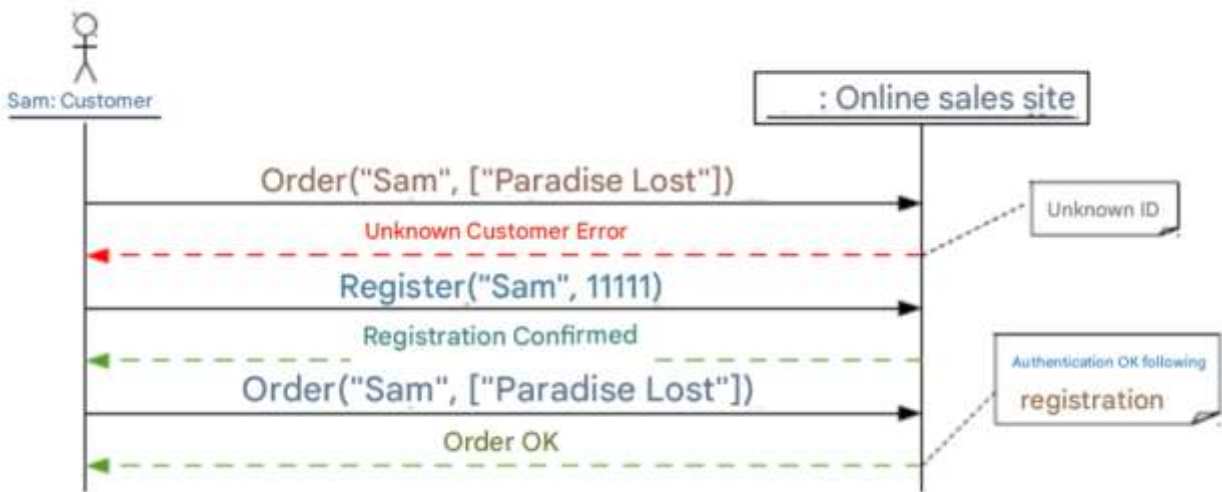 Sam: Customer
: Online sales site
Order("Sam", ["Paradise Lost"])
Unknown ID
Unknown Customer Error
Register("Sam", 11111)
Registration Confirmed
Authentication OK following
registration
Order("Sam", ["Paradise Lost"])
Order OK